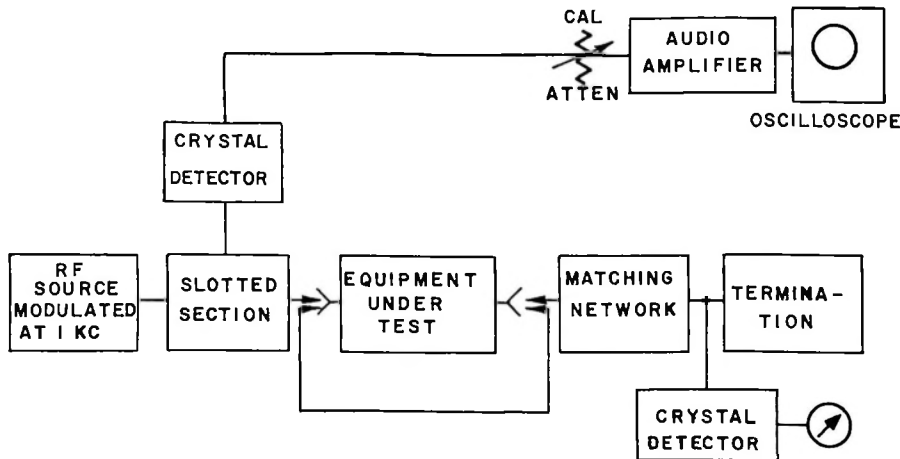 CAL
ATTEN
AUDIO
AMPLIFIER
OSCILLOSCOPE
CRYSTAL
DETECTOR
RF
SOURCE
MODULATED
AT 1 KC
SLOTTED
SECTION
EQUIPMENT
UNDER
TEST
MATCHING
NETWORK
TERMINA-
TION
CRYSTAL
DETECTOR